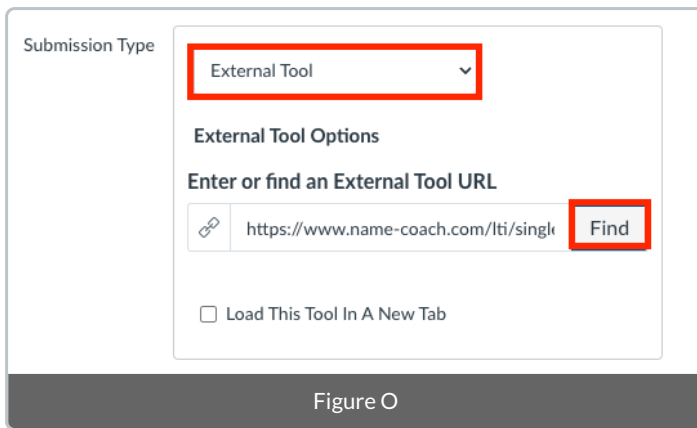 Submission Type
External Tool
External Tool Options
Enter or find an External Tool URL
https://www.name-coach.com/lti/single Find
Load This Tool In A New Tab
Figure O